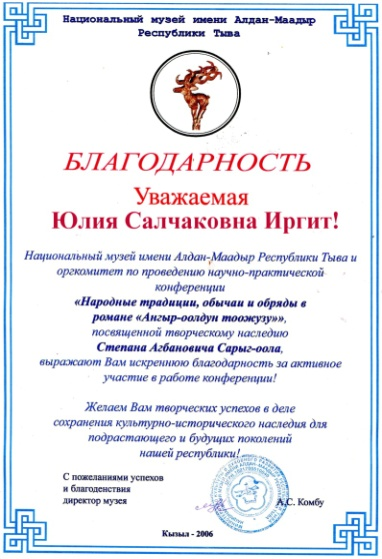 Национальный музей имени Алдан-Маадыр
Республики Тыва
БЛАГОДАРНОСТЬ
Уважаемая
Юлия Салчаковна Иргит!
Национальный музей имени Алдан-Маадыр Республики Тыва и
оргкомитет по проведению научно-практической
конференции
«Народные традиции, обычаи и обряды в
романе «Ангыр-оолдун тоожузу»»,
посвященной творческому наследию
Степана Агбановича Сарыг-оола,
выражают Вам искреннюю благодарность за активное
участие в работе конференции!
Желаем Вам творческих успехов в деле
сохранения культурно-исторического наследия для
подрастающего и будущих поколений
нашей республики!
С пожеланиями успехов
и благоденствия
директор музея
А.С. Комбу
Кызыл - 2006